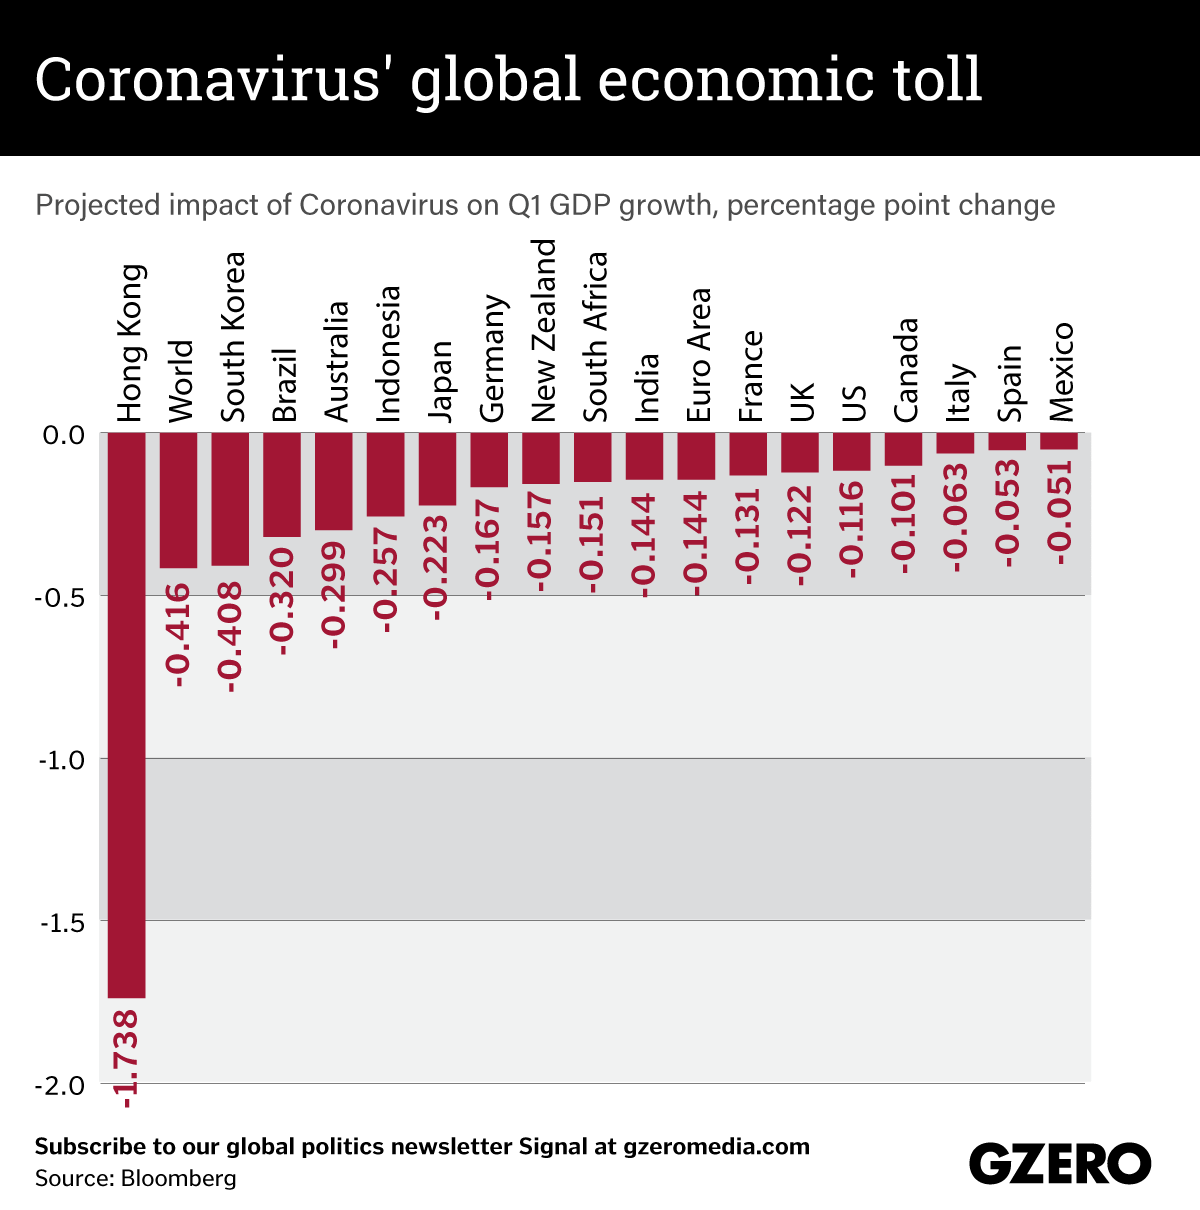 Coronavirus' global economic toll
Projected impact of Coronavirus on Q1 GDP growth, percentage point change
Hong Kong
World
South Korea
Brazil
Australia
Indonesia
Japan
Germany
New Zealand
South Africa
India
Euro Area
France
UK
US
Canada
Italy
Spain
Mexico
0.0
-0.5
-1.0
-1.5
-2.0
-1.738
-0.416
-0.408
-0.320
-0.299
-0.257
-0.223
-0.167
-0.157
-0.151
-0.144
-0.144
-0.131
-0.122
-0.116
-0.101
-0.063
-0.053
-0.051
Subscribe to our global politics newsletter Signal at gzeromedia.com
Source: Bloomberg
GZERO